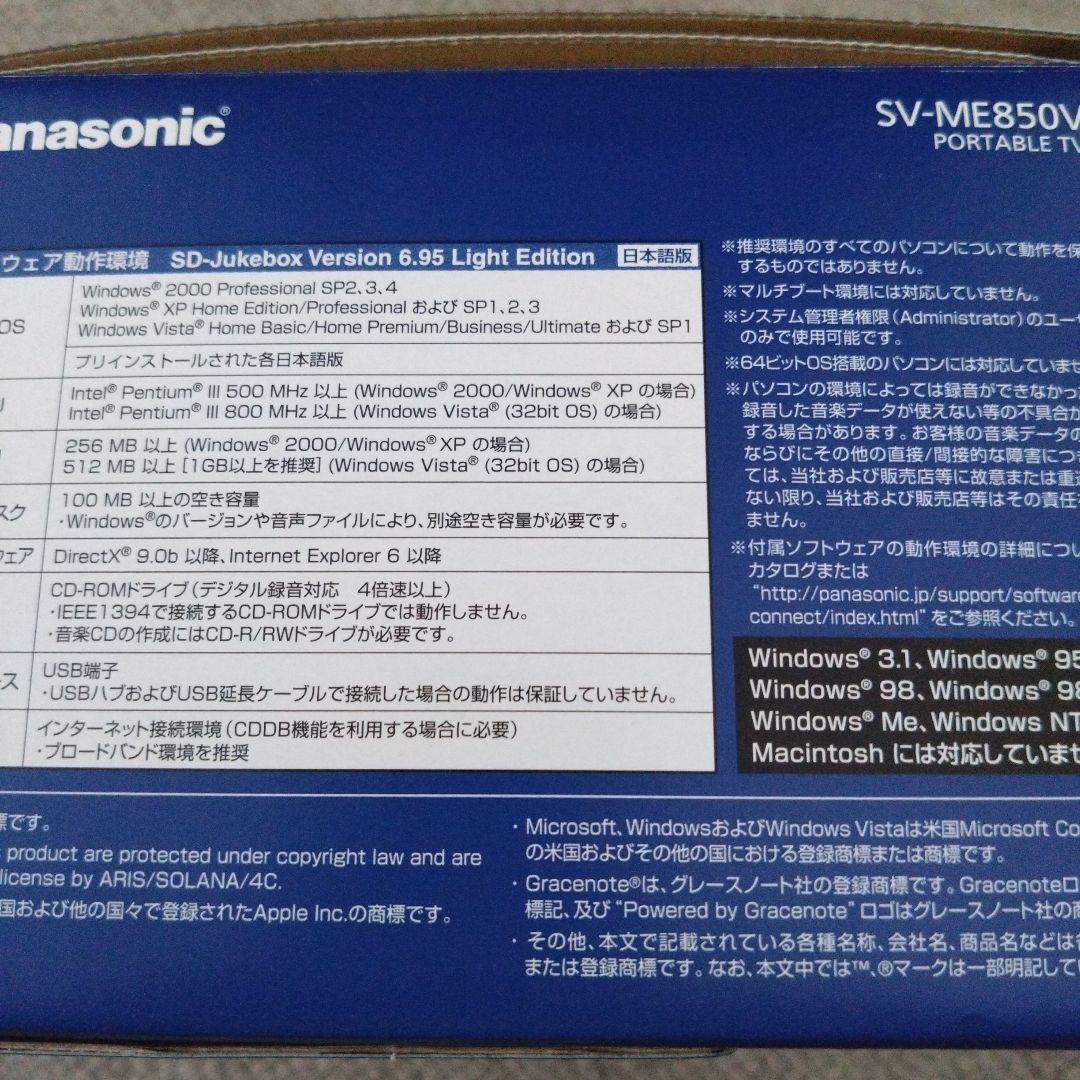 anasonic®
SV-ME850V
PORTABLE TV
ウェア動作環境 SD-Jukebox Version 6.95 Light Edition 日本語版
OS
Windows® 2000 Professional SP2、3、4
Windows® XP Home Edition/Professional および SP1、2、3
Windows Vista® Home Basic/Home Premium/Business/Ultimate および SP1
プリインストールされた各日本語版
Intel® Pentium® III 500 MHz 以上 (Windows® 2000/Windows® XP の場合)
Intel® Pentium® III 800 MHz 以上 (Windows Vista® (32bit OS) の場合)
256 MB 以上 (Windows® 2000/Windows® XP の場合)
512 MB 以上 [1GB以上を推奨] (Windows Vista® (32bit OS) の場合)
スク
100 MB 以上の空き容量
・Windows®のバージョンや音声ファイルにより、別途空き容量が必要です。
ウェア
DirectX® 9.0b 以降、Internet Explorer 6 以降
CD-ROMドライブ(デジタル録音対応 4倍速以上)
・IEEE1394で接続するCD-ROMドライブでは動作しません。
・音楽CDの作成にはCD-R/RWドライブが必要です。
ース
USB端子
・USBハブおよびUSB延長ケーブルで接続した場合の動作は保証していません。
インターネット接続環境(CDDB機能を利用する場合に必要)
・ブロードバンド環境を推奨
※推奨環境のすべてのパソコンについて動作を保
するものではありません。
※マルチブート環境には対応していません。
※システム管理者権限(Administrator)のユーザ
のみで使用可能です。
※64ビットOS搭載のパソコンには対応していませ
※パソコンの環境によっては録音ができなかっ
録音した音楽データが使えない等の不具合が
する場合があります。お客様の音楽データの
ならびにその他の直接/間接的な障害につき
ては、当社および販売店等に故意または重過
ない限り、当社および販売店等はその責任を
ません。
※付属ソフトウェアの動作環境の詳細につい
カタログまたは
“http://panasonic.jp/support/software
connect/index.html”をご参照ください。
Windows® 3.1、Windows® 95
Windows® 98、Windows® 98
Windows® Me、Windows NT
Macintosh には対応していませ
標です。
product are protected under copyright law and are
license by ARIS/SOLANA/4C.
国および他の国々で登録されたApple Inc.の商標です。
・Microsoft、WindowsおよびWindows Vistaは米国Microsoft Co
の米国およびその他の国における登録商標または商標です。
・Gracenote®は、グレースノート社の登録商標です。Gracenoteロ
標記、及び“Powered by Gracenote”ロゴはグレースノート社の商
・その他、本文で記載されている各種名称、会社名、商品名などは各
または登録商標です。なお、本文中では™、®マークは一部明記してい